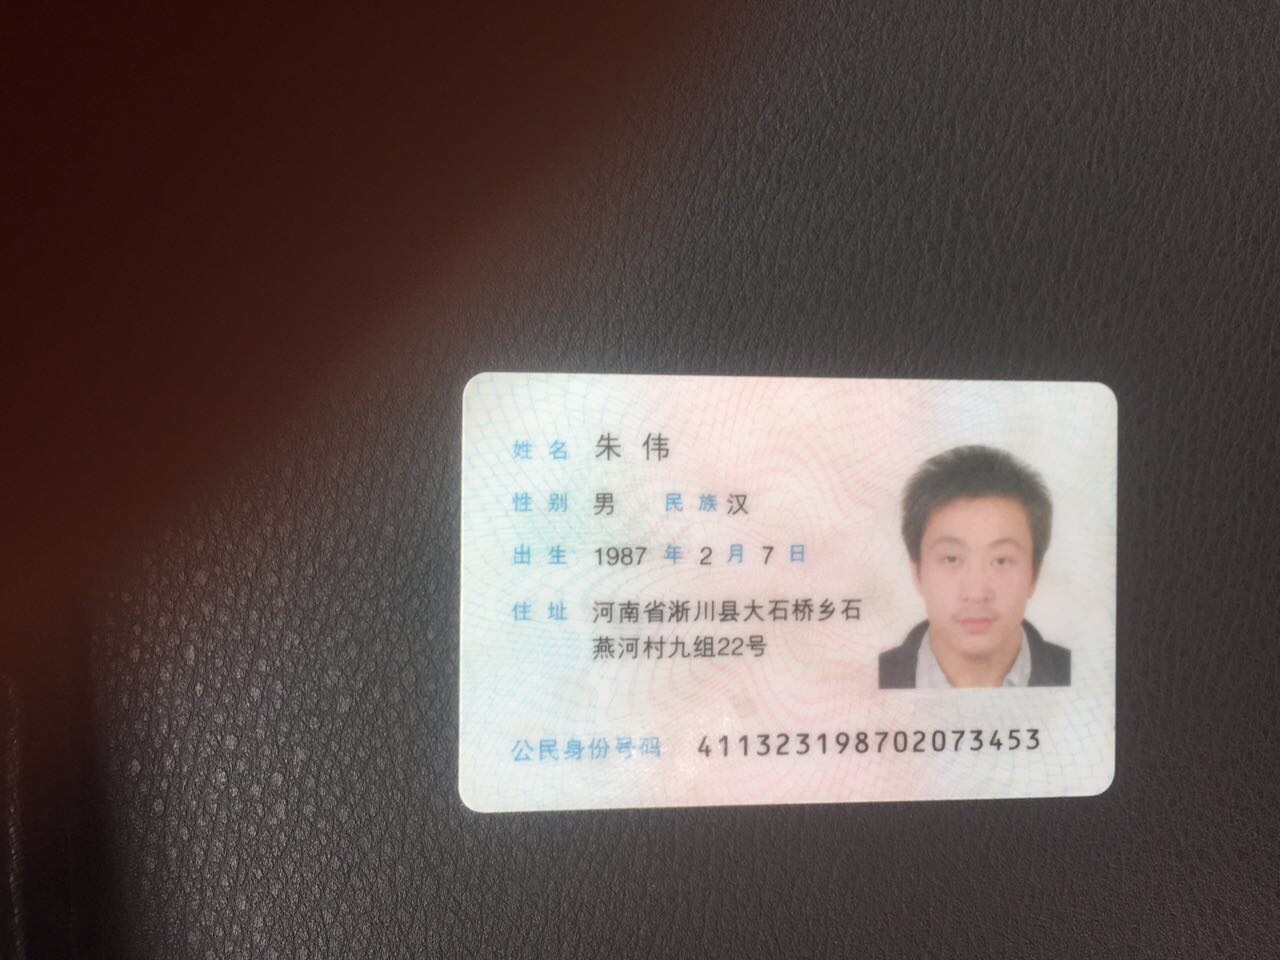 姓名 朱伟
性别 男 民族 汉
出生 1987 年 2 月 7 日
住址 河南省淅川县大石桥乡石
燕河村九组22号
公民身份号码 411323198702073453